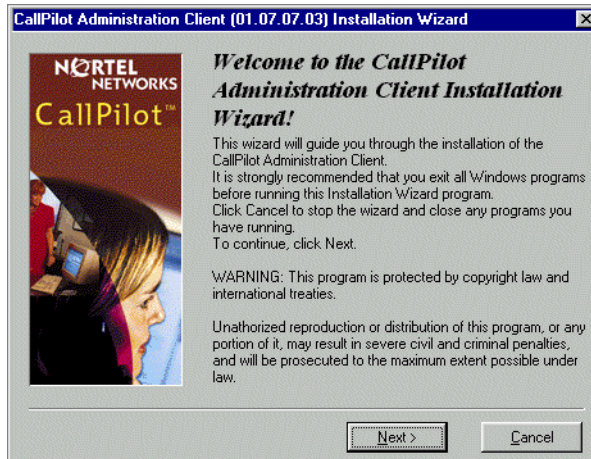 CallPilot Administration Client (01.07.07.03) Installation Wizard
NORTEL
NETWORKS
CallPilot™
Welcome to the CallPilot
Administration Client Installation
Wizard!
This wizard will guide you through the installation of the
CallPilot Administration Client.
It is strongly recommended that you exit all Windows programs
before running this Installation Wizard program.
Click Cancel to stop the wizard and close any programs you
have running.
To continue, click Next.
WARNING: This program is protected by copyright law and
international treaties.
Unathorized reproduction or distribution of this program, or any
portion of it, may result in severe civil and criminal penalties,
and will be prosecuted to the maximum extent possible under
law.
Next >
Cancel